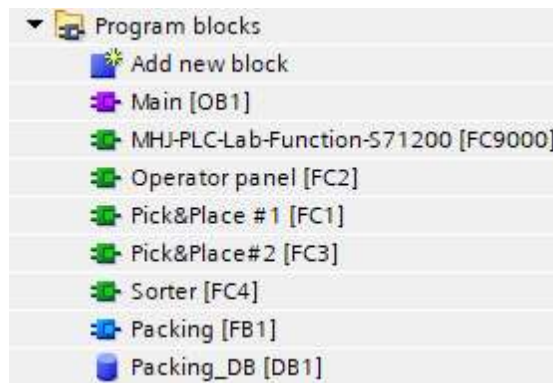 Program blocks
Add new block
Main [OB1]
MHJ-PLC-Lab-Function-S71200 [FC9000]
Operator panel [FC2]
Pick&Place #1 [FC1]
Pick&Place#2 [FC3]
Sorter [FC4]
Packing [FB1]
Packing_DB [DB1]